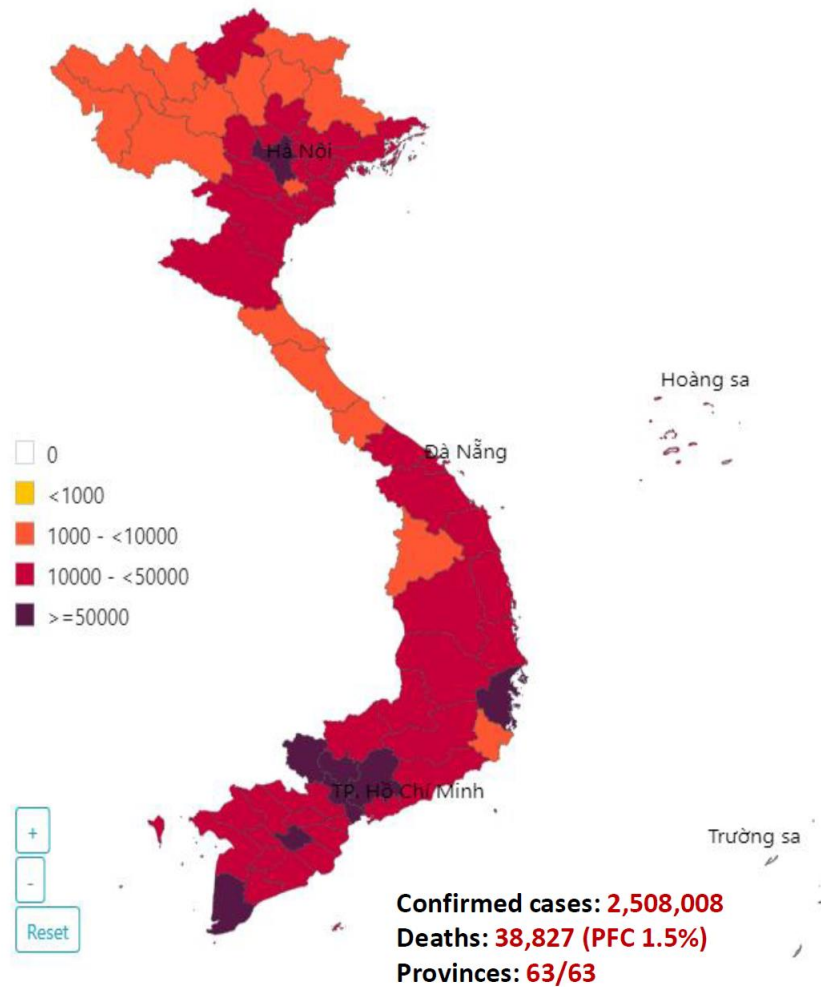 Hà Nôi
Hoàng sa
Đà Nẵng
0
<1000
1000 - <10000
10000 - <50000
>=50000
TP. Hồ Chí Minh
+
-
Reset
Trường sa
Confirmed cases: 2,508,008
Deaths: 38,827 (PFC 1.5%)
Provinces: 63/63